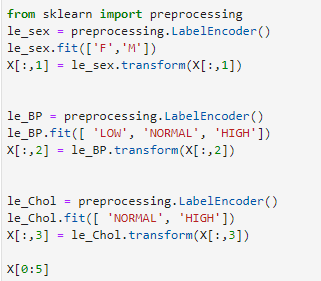 from sklearn import preprocessing
le_sex = preprocessing.LabelEncoder()
le_sex.fit(['F','M'])
X[:,1] = le_sex.transform(X[:,1])
le_BP = preprocessing.LabelEncoder()
le_BP.fit([ 'LOW', 'NORMAL', 'HIGH'])
X[:,2] = le_BP.transform(X[:,2])
le_Chol = preprocessing.LabelEncoder()
le_Chol.fit([ 'NORMAL', 'HIGH'])
X[:,3] = le_Chol.transform(X[:,3])
X[0:5]